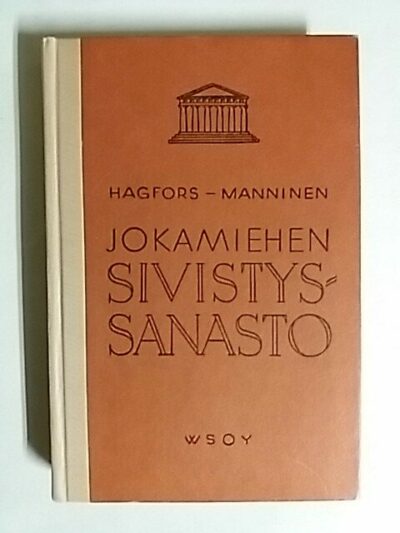 HAGFORS – MANNINEN
JOKAMIEHEN
SIVISTYS-
SANASTO
WSOY